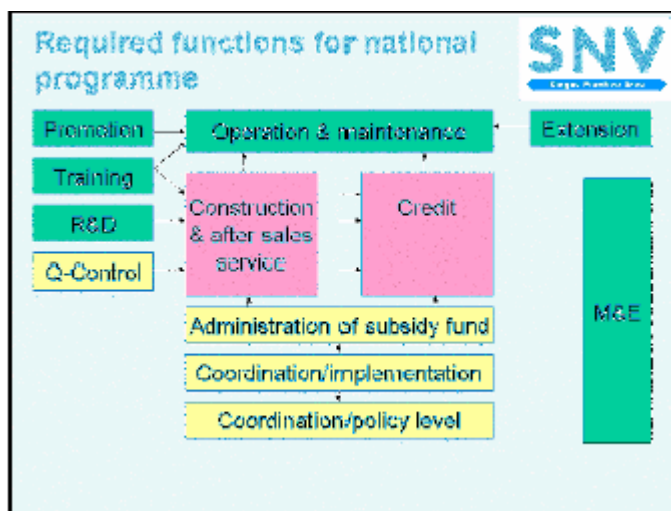 Required functions for national
programme
SNV
Promotion
Operation & maintenance
Extension
Training
Construction
& after sales
service
Credit
R&D
Q-Control
M&E
Administration of subsidy fund
Coordination/implementation
Coordination/policy level